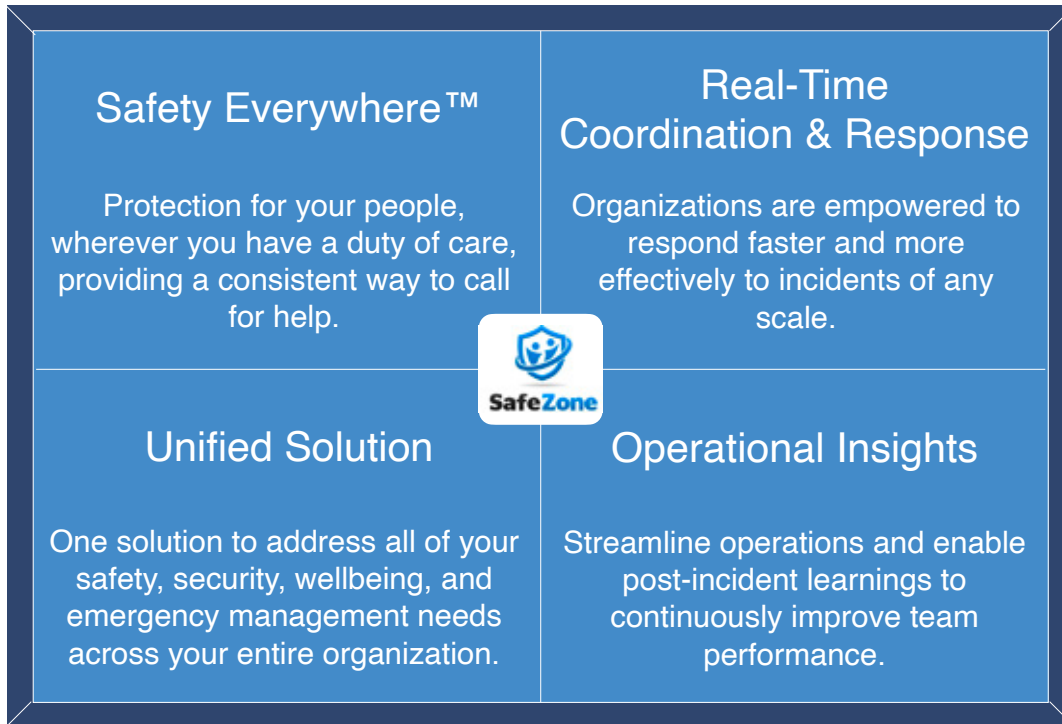 Safety Everywhere™
Protection for your people,
wherever you have a duty of care,
providing a consistent way to call
for help.
Real-Time
Coordination & Response
Organizations are empowered to
respond faster and more
effectively to incidents of any
scale.
SafeZone
Unified Solution
One solution to address all of your
safety, security, wellbeing, and
emergency management needs
across your entire organization.
Operational Insights
Streamline operations and enable
post-incident learnings to
continuously improve team
performance.